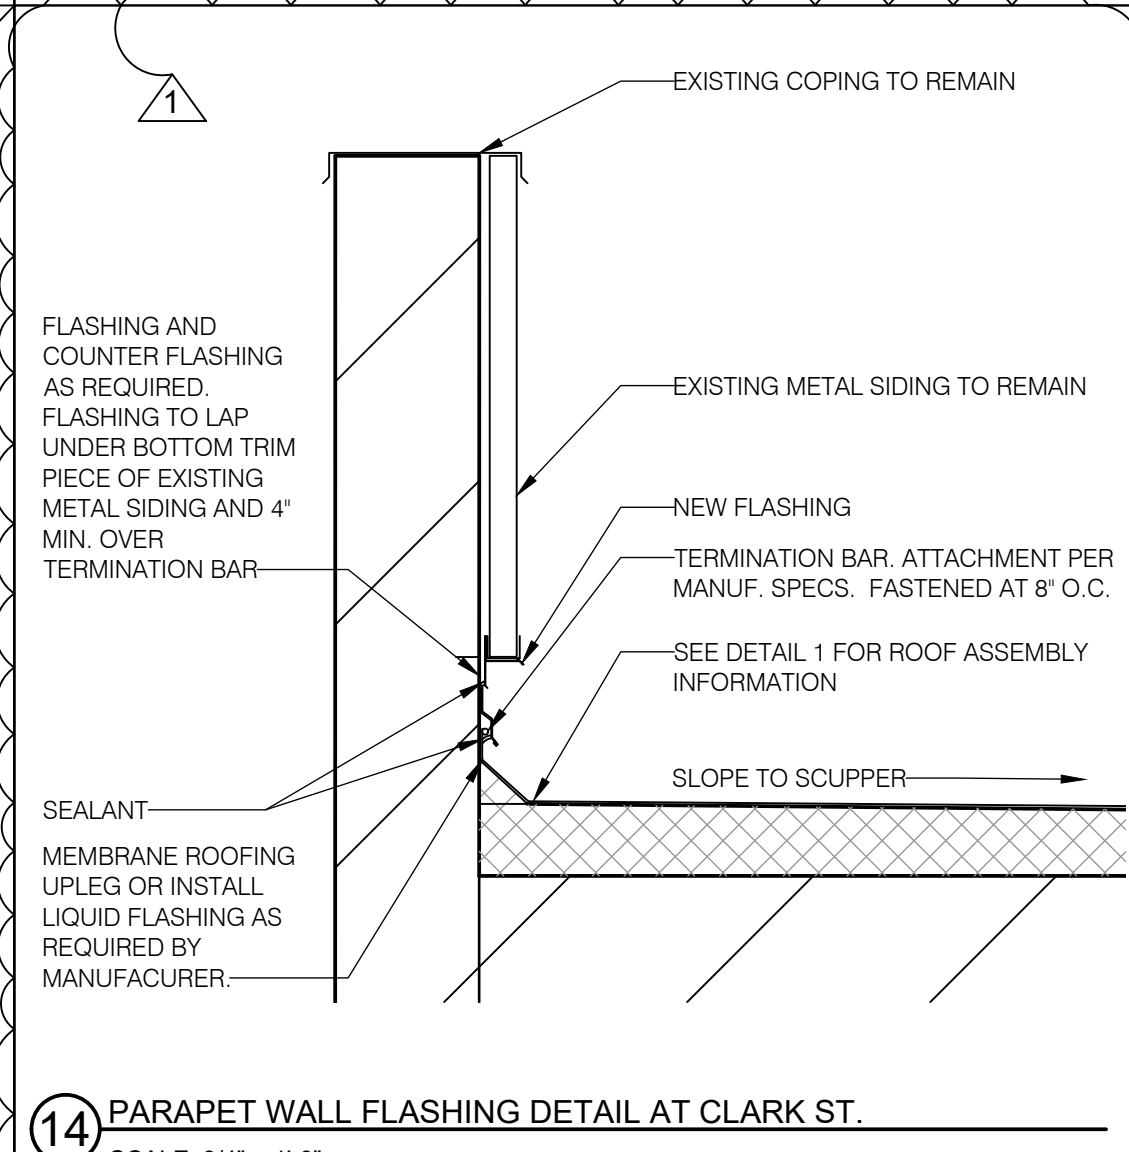 1
EXISTING COPING TO REMAIN
FLASHING AND
COUNTER FLASHING
AS REQUIRED.
FLASHING TO LAP
UNDER BOTTOM TRIM
PIECE OF EXISTING
METAL SIDING AND 4"
MIN. OVER
TERMINATION BAR
EXISTING METAL SIDING TO REMAIN
NEW FLASHING
TERMINATION BAR. ATTACHMENT PER
MANUF. SPECS. FASTENED AT 8" O.C.
SEE DETAIL 1 FOR ROOF ASSEMBLY
INFORMATION
SLOPE TO SCUPPER
SEALANT
MEMBRANE ROOFING
UPLEG OR INSTALL
LIQUID FLASHING AS
REQUIRED BY
MANUFACURER.
14 PARAPET WALL FLASHING DETAIL AT CLARK ST.